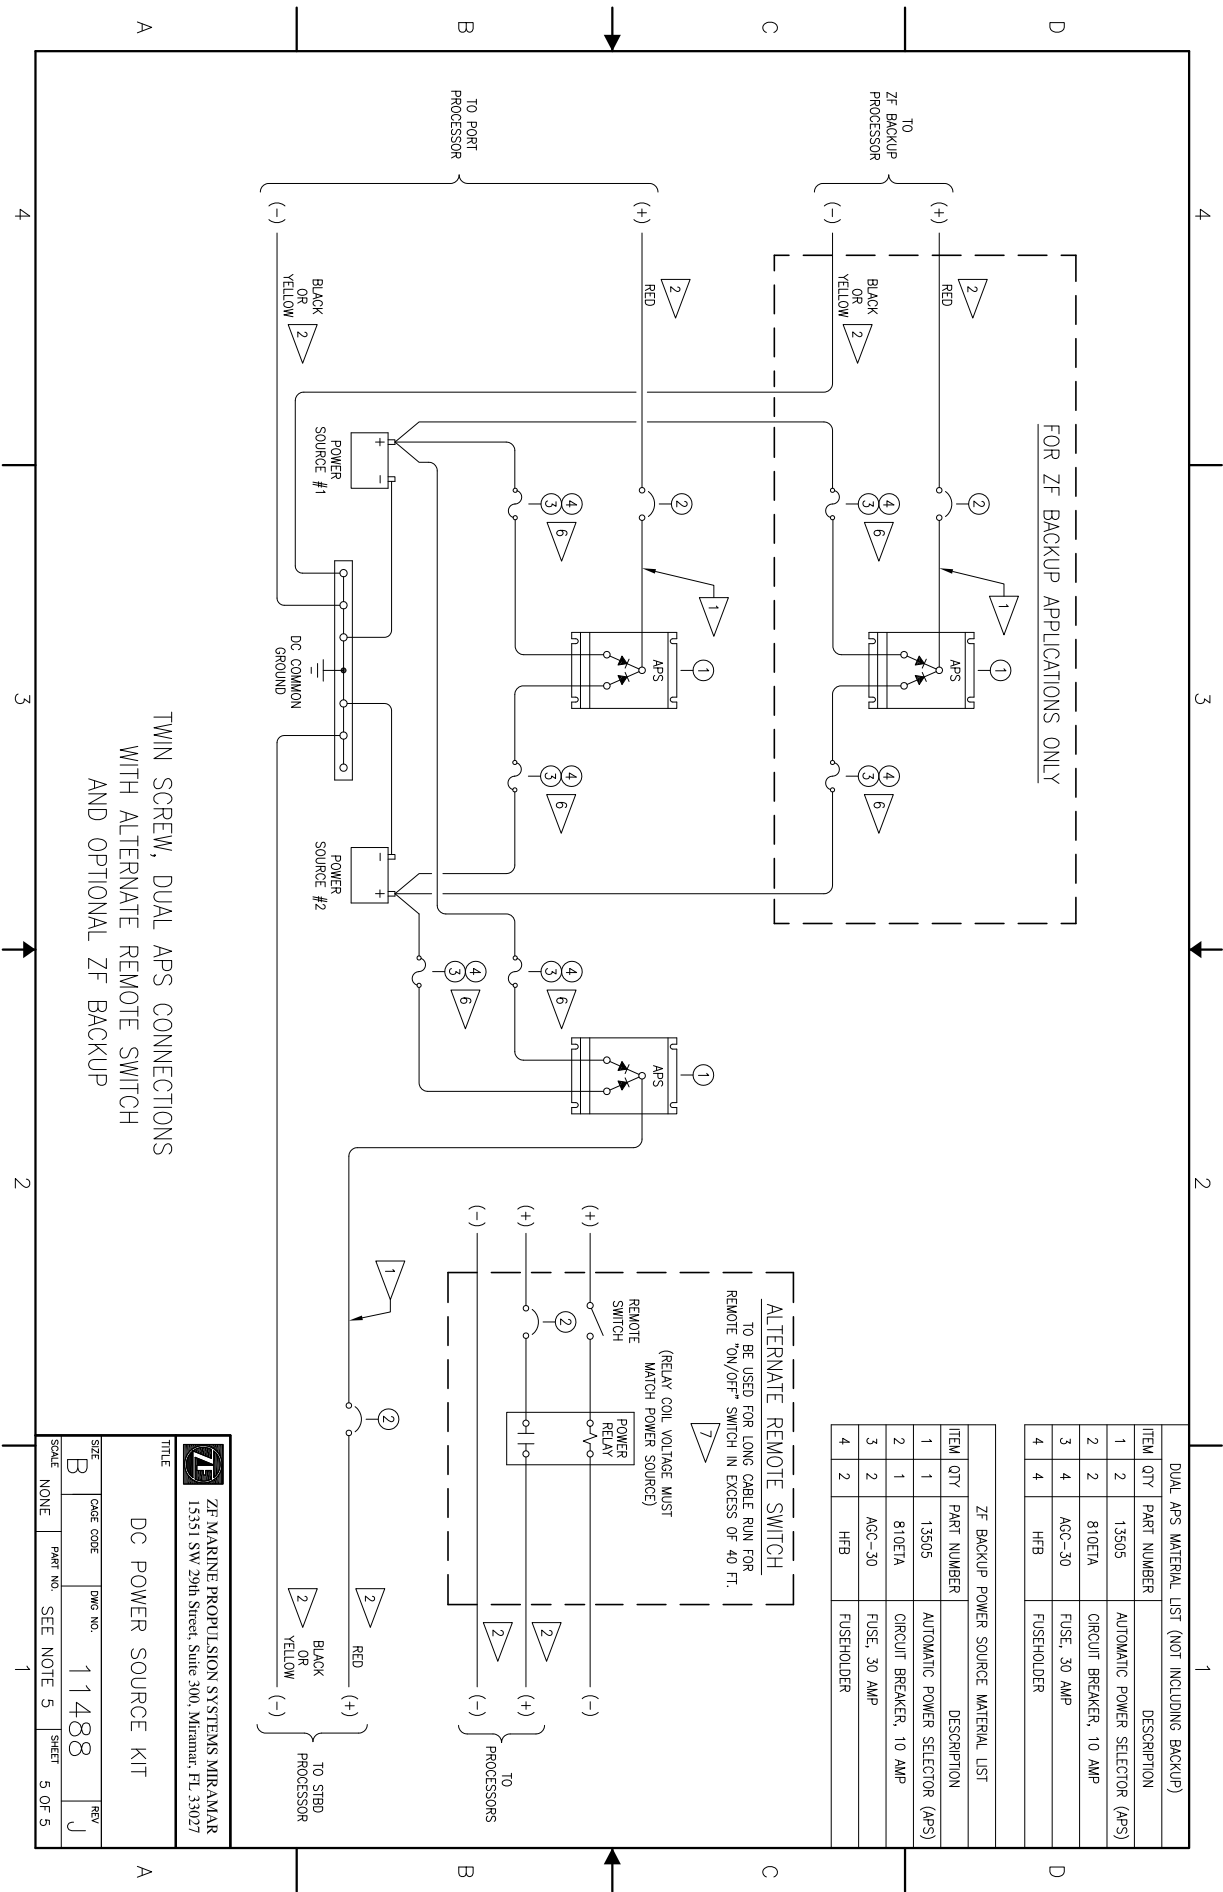 4
3
2
1
D
C
B
A
DUAL APS MATERIAL LIST (NOT INCLUDING BACKUP)
ITEM QTY PART NUMBER DESCRIPTION
1 2 13505 AUTOMATIC POWER SELECTOR (APS)
2 2 810ETA CIRCUIT BREAKER, 10 AMP
3 4 AGC-30 FUSE, 30 AMP
4 4 HFB FUSEHOLDER
ZF BACKUP POWER SOURCE MATERIAL LIST
ITEM QTY PART NUMBER DESCRIPTION
1 1 13505 AUTOMATIC POWER SELECTOR (APS)
2 1 810ETA CIRCUIT BREAKER, 10 AMP
3 2 AGC-30 FUSE, 30 AMP
4 2 HFB FUSEHOLDER
FOR ZF BACKUP APPLICATIONS ONLY
TO
ZF BACKUP
PROCESSOR
(+)
(-)
2
RED
2
1
1
APS
BLACK
OR
YELLOW
2
4
3
6
4
3
6
TO PORT
PROCESSOR
(+)
(-)
2
RED
2
1
1
APS
4
3
6
4
3
6
BLACK
OR
YELLOW
2
+ -
POWER
SOURCE #1
DC COMMON
GROUND
- +
POWER
SOURCE #2
4
3
6
4
3
6
1
APS
ALTERNATE REMOTE SWITCH
TO BE USED FOR LONG CABLE RUN FOR
REMOTE "ON/OFF" SWITCH IN EXCESS OF 40 FT.
7
(RELAY COIL VOLTAGE MUST
MATCH POWER SOURCE)
REMOTE
SWITCH
POWER
RELAY
2
(+)
(+)
(-)
(-)
(+)
(-)
2
2
TO
PROCESSORS
1
2
2
RED
(+)
BLACK
OR
YELLOW
2
(-)
TO STBD
PROCESSOR
TWIN SCREW, DUAL APS CONNECTIONS
WITH ALTERNATE REMOTE SWITCH
AND OPTIONAL ZF BACKUP
ZF
ZF MARINE PROPULSION SYSTEMS MIRAMAR
15351 SW 29th Street, Suite 300, Miramar, FL 33027
TITLE
DC POWER SOURCE KIT
SIZE B
CAGE CODE
DWG NO. 11488
REV J
SCALE NONE
PART NO. SEE NOTE 5
SHEET 5 OF 5
D
C
B
A
4
3
2
1